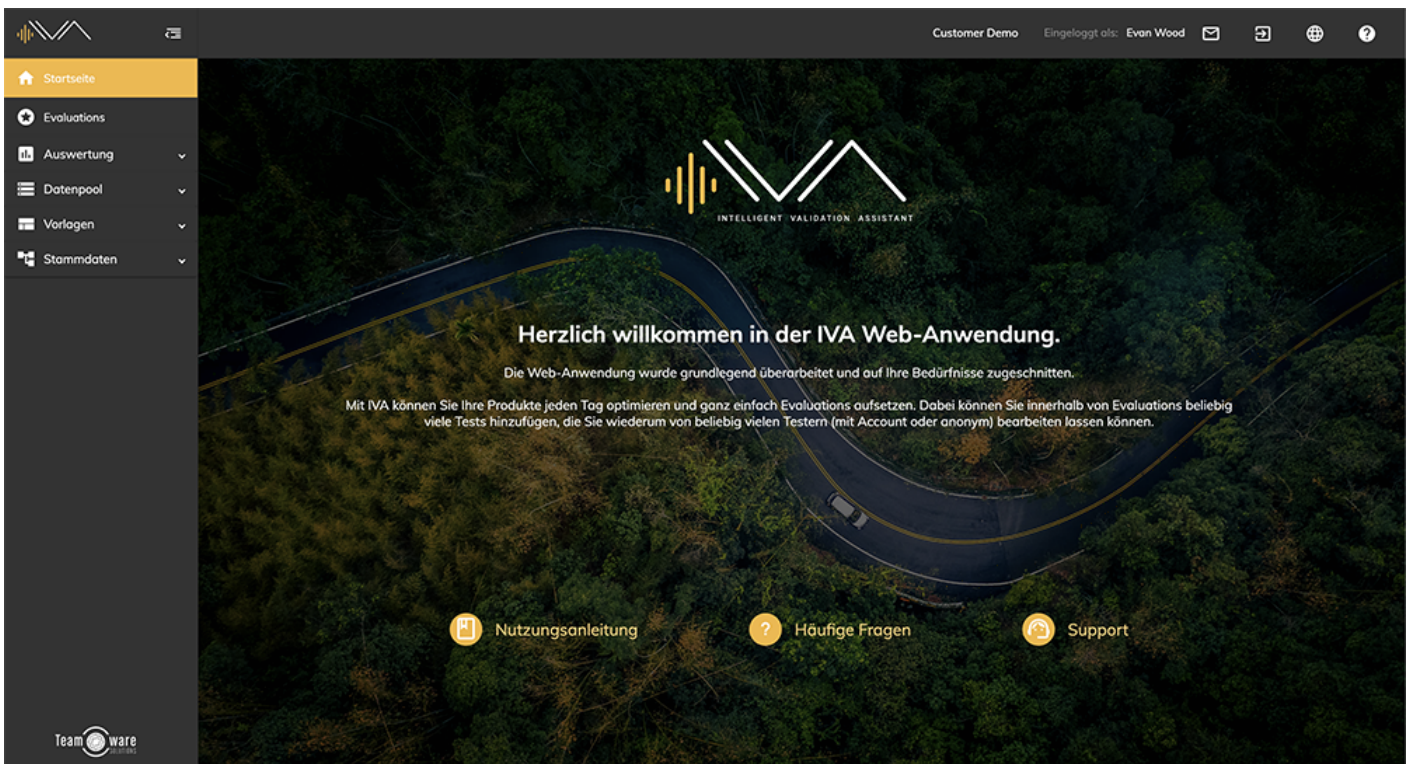 IVA
Customer Demo
Eingeloggt als: Evan Wood
Startseite
Evaluations
Auswertung
Datenpool
Vorlagen
Stammdaten
IVA
INTELLIGENT VALIDATION ASSISTANT
Herzlich willkommen in der IVA Web-Anwendung.
Die Web-Anwendung wurde grundlegend überarbeitet und auf Ihre Bedürfnisse zugeschnitten.
Mit IVA können Sie Ihre Produkte jeden Tag optimieren und ganz einfach Evaluations aufsetzen. Dabei können Sie innerhalb von Evaluations beliebig
viele Tests hinzufügen, die Sie wiederum von beliebig vielen Testern (mit Account oder anonym) bearbeiten lassen können.
Nutzungsanleitung
? Häufige Fragen
Support
Team ware
SOLUTIONS